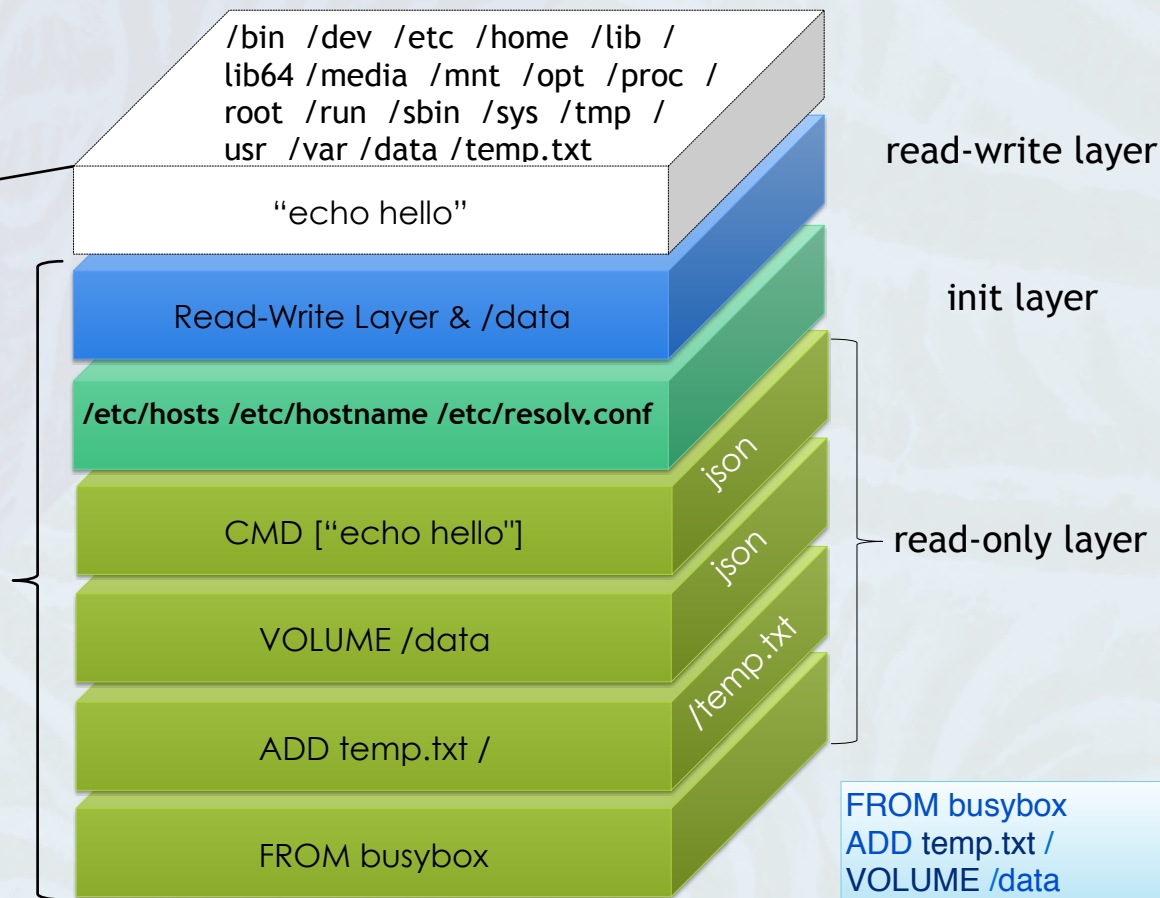 /bin /dev /etc /home /lib /
lib64 /media /mnt /opt /proc /
root /run /sbin /sys /tmp /
usr /var /data /temp.txt
“echo hello”
read-write layer
Read-Write Layer & /data
init layer
/etc/hosts /etc/hostname /etc/resolv.conf
json
CMD [“echo hello"]
json
read-only layer
VOLUME /data
/temp.txt
ADD temp.txt /
FROM busybox
FROM busybox
ADD temp.txt /
VOLUME /data